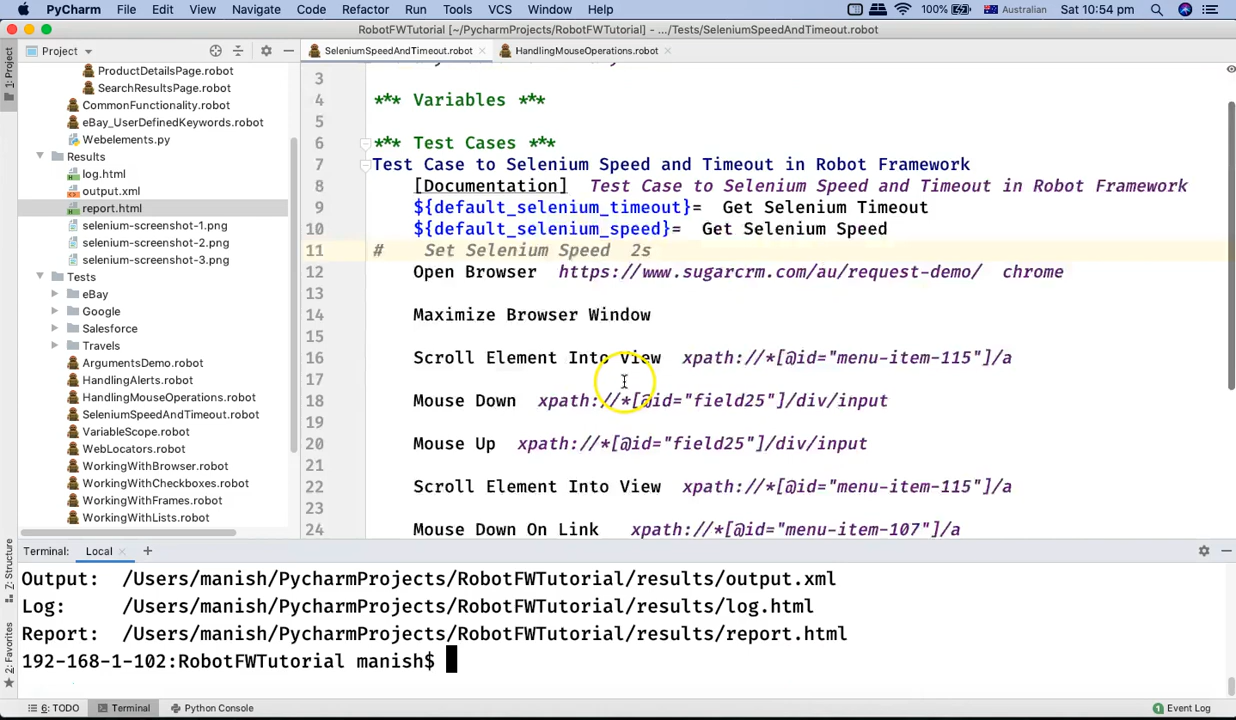 PyCharm File Edit View Navigate Code Refactor Run Tools VCS Window Help 100% Australian Sat 10:54 pm
RobotFWTutorial [~/PycharmProjects/RobotFWTutorial] - .../Tests/SeleniumSpeedAndTimeout.robot
1: Project
Project
SeleniumSpeedAndTimeout.robot
HandlingMouseOperations.robot
ProductDetailsPage.robot
SearchResultsPage.robot
CommonFunctionality.robot
eBay_UserDefinedKeywords.robot
Webelements.py
Results
log.html
output.xml
report.html
selenium-screenshot-1.png
selenium-screenshot-2.png
selenium-screenshot-3.png
Tests
eBay
Google
Salesforce
Travels
ArgumentsDemo.robot
HandlingAlerts.robot
HandlingMouseOperations.robot
SeleniumSpeedAndTimeout.robot
VariableScope.robot
WebLocators.robot
WorkingWithBrowser.robot
WorkingWithCheckboxes.robot
WorkingWithFrames.robot
WorkingWithLists.robot
3
4 *** Variables ***
5
6 *** Test Cases ***
7 Test Case to Selenium Speed and Timeout in Robot Framework
8 [Documentation] Test Case to Selenium Speed and Timeout in Robot Framework
9 ${default_selenium_timeout}= Get Selenium Timeout
10 ${default_selenium_speed}= Get Selenium Speed
11 # Set Selenium Speed 2s
12 Open Browser https://www.sugarcrm.com/au/request-demo/ chrome
13
14 Maximize Browser Window
15
16 Scroll Element Into View xpath://*[@id="menu-item-115"]/a
17
18 Mouse Down xpath://*[@id="field25"]/div/input
19
20 Mouse Up xpath://*[@id="field25"]/div/input
21
22 Scroll Element Into View xpath://*[@id="menu-item-115"]/a
23
24 Mouse Down On Link xpath://*[@id="menu-item-107"]/a
Z: Structure
2: Favorites
Terminal: Local
Output: /Users/manish/PycharmProjects/RobotFWTutorial/results/output.xml
Log: /Users/manish/PycharmProjects/RobotFWTutorial/results/log.html
Report: /Users/manish/PycharmProjects/RobotFWTutorial/results/report.html
192-168-1-102:RobotFWTutorial manish$
6: TODO Terminal Python Console 1 Event Log